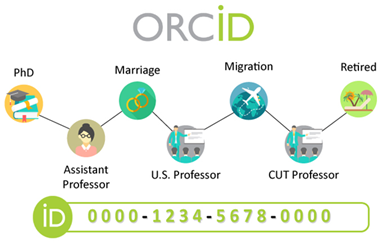 ORCiD
PhD
Marriage
Migration
Retired
Assistant
Professor
U.S. Professor
CUT Professor
iD 0000-1234-5678-0000